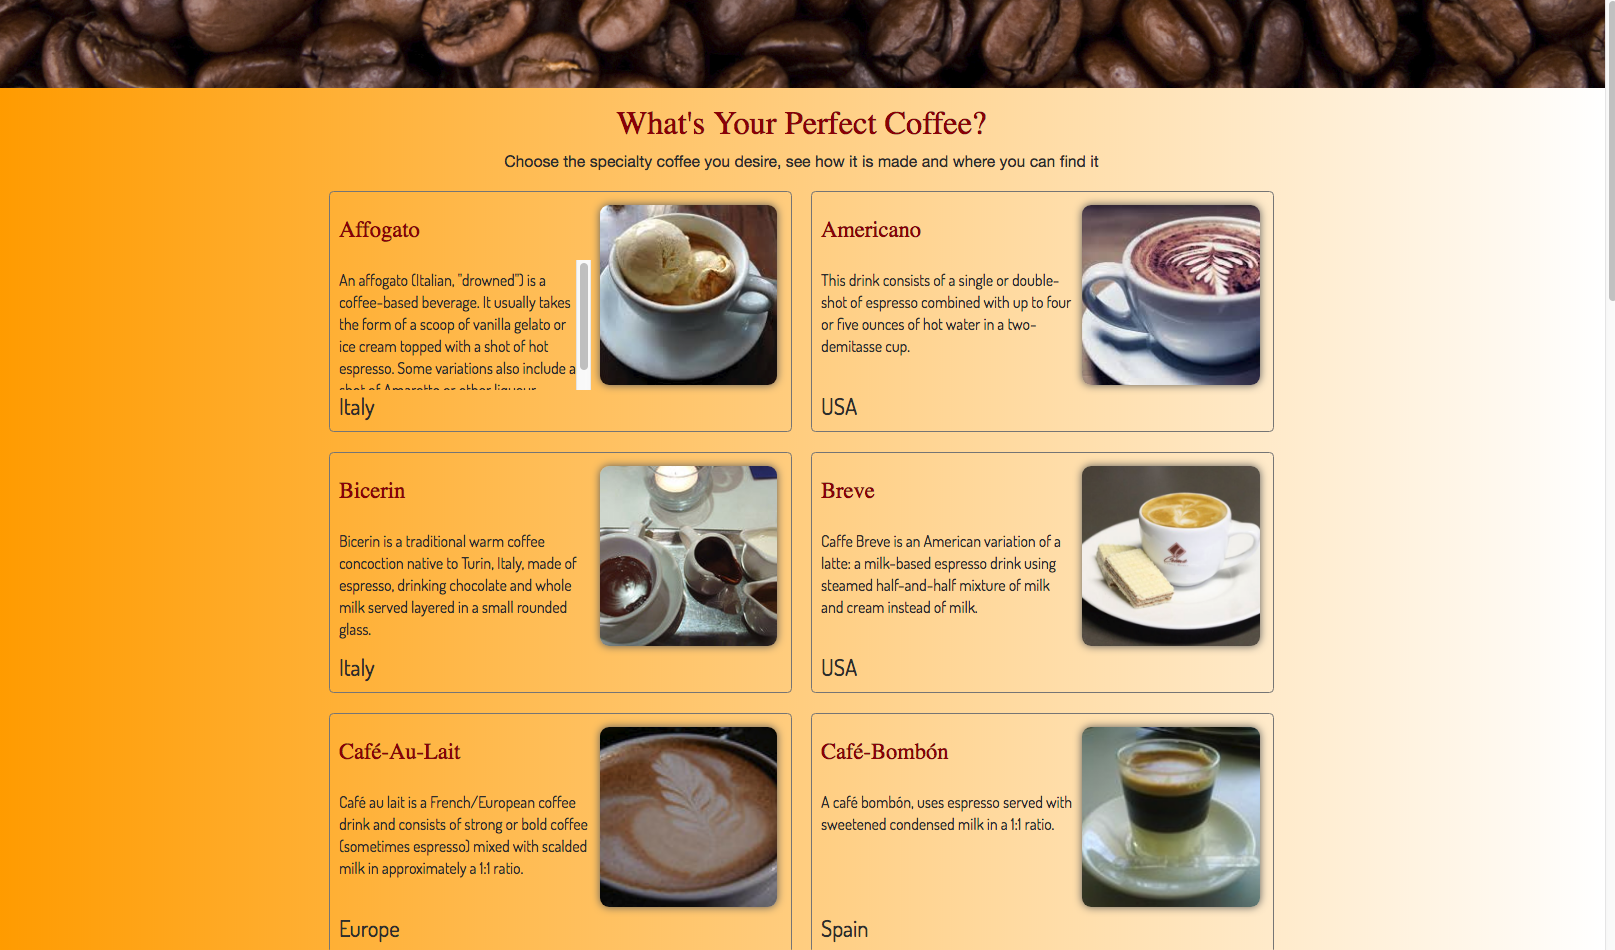 What's Your Perfect Coffee?
Choose the specialty coffee you desire, see how it is made and where you can find it
Affogato
An affogato (Italian, "drowned") is a
coffee-based beverage. It usually takes
the form of a scoop of vanilla gelato or
ice cream topped with a shot of hot
espresso. Some variations also include a
shot of Amaretto or other liqueur.
Italy
Americano
This drink consists of a single or double-
shot of espresso combined with up to four
or five ounces of hot water in a two-
demitasse cup.
USA
Bicerin
Bicerin is a traditional warm coffee
concoction native to Turin, Italy, made of
espresso, drinking chocolate and whole
milk served layered in a small rounded
glass.
Italy
Breve
Caffe Breve is an American variation of a
latte: a milk-based espresso drink using
steamed half-and-half mixture of milk
and cream instead of milk.
USA
Café-Au-Lait
Café au lait is a French/European coffee
drink and consists of strong or bold coffee
(sometimes espresso) mixed with scalded
milk in approximately a 1:1 ratio.
Europe
Café-Bombón
A café bombón, uses espresso served with
sweetened condensed milk in a 1:1 ratio.
Spain